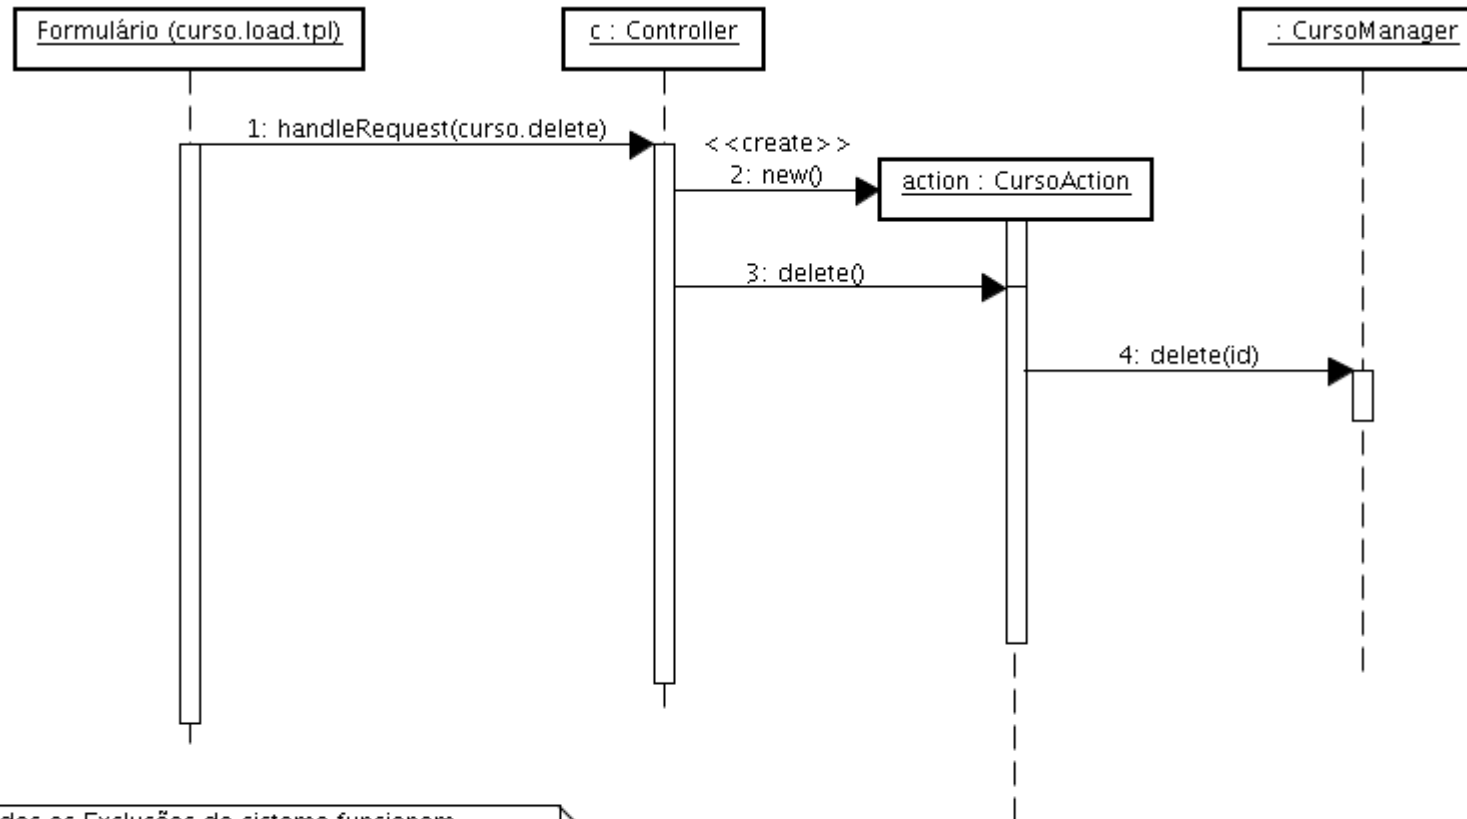 Formulário (curso.load.tpl)
c : Controller
: CursoManager
1: handleRequest(curso.delete)
<<create>>
2: new()
action : CursoAction
3: delete()
4: delete(id)